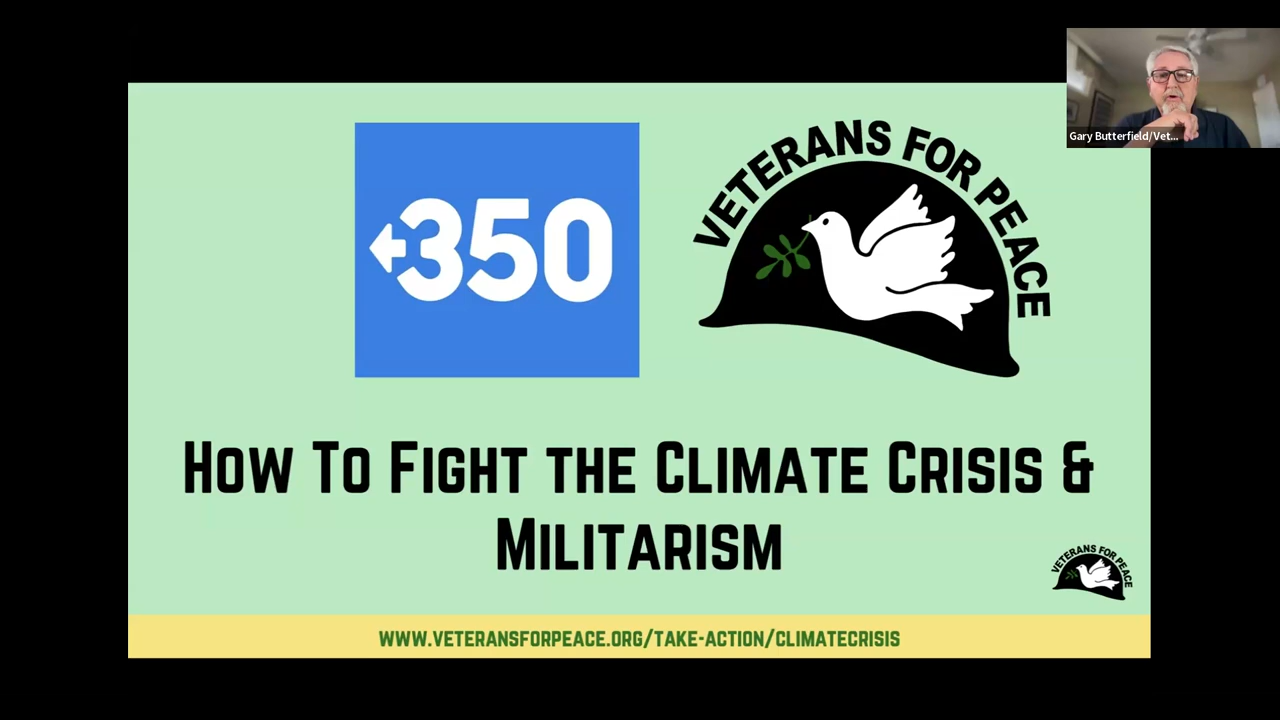 Gary Butterfield/Vet...
350
VETERANS FOR PEACE
HOW TO FIGHT THE CLIMATE CRISIS &
MILITARISM
VETERANS FOR PEACE
WWW.VETERANSFORPEACE.ORG/TAKE-ACTION/CLIMATECRISIS